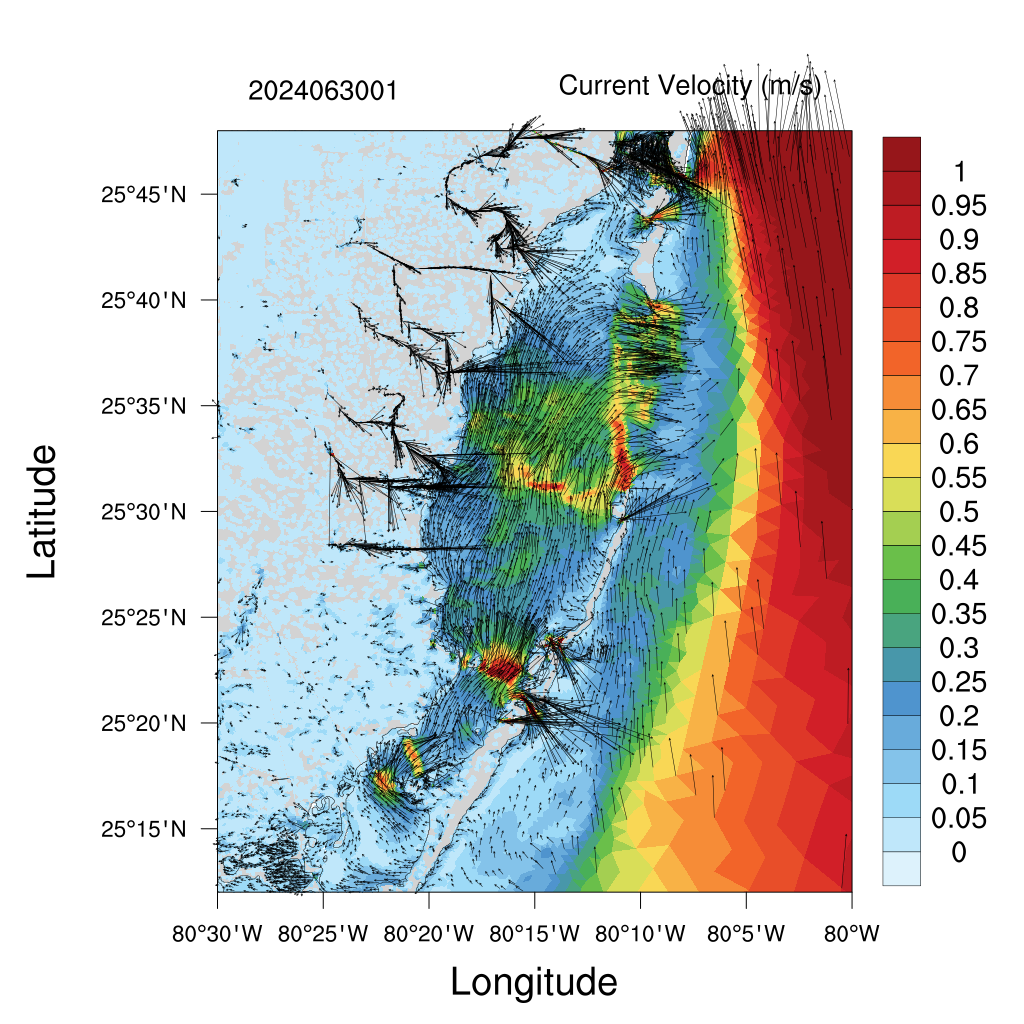 2024063001
Current Velocity (m/s)
25°45'N
25°40'N
25°35'N
25°30'N
25°25'N
25°20'N
25°15'N
Latitude
80°30'W 80°25'W 80°20'W 80°15'W 80°10'W 80°5'W 80°W
Longitude
1
0.95
0.9
0.85
0.8
0.75
0.7
0.65
0.6
0.55
0.5
0.45
0.4
0.35
0.3
0.25
0.2
0.15
0.1
0.05
0